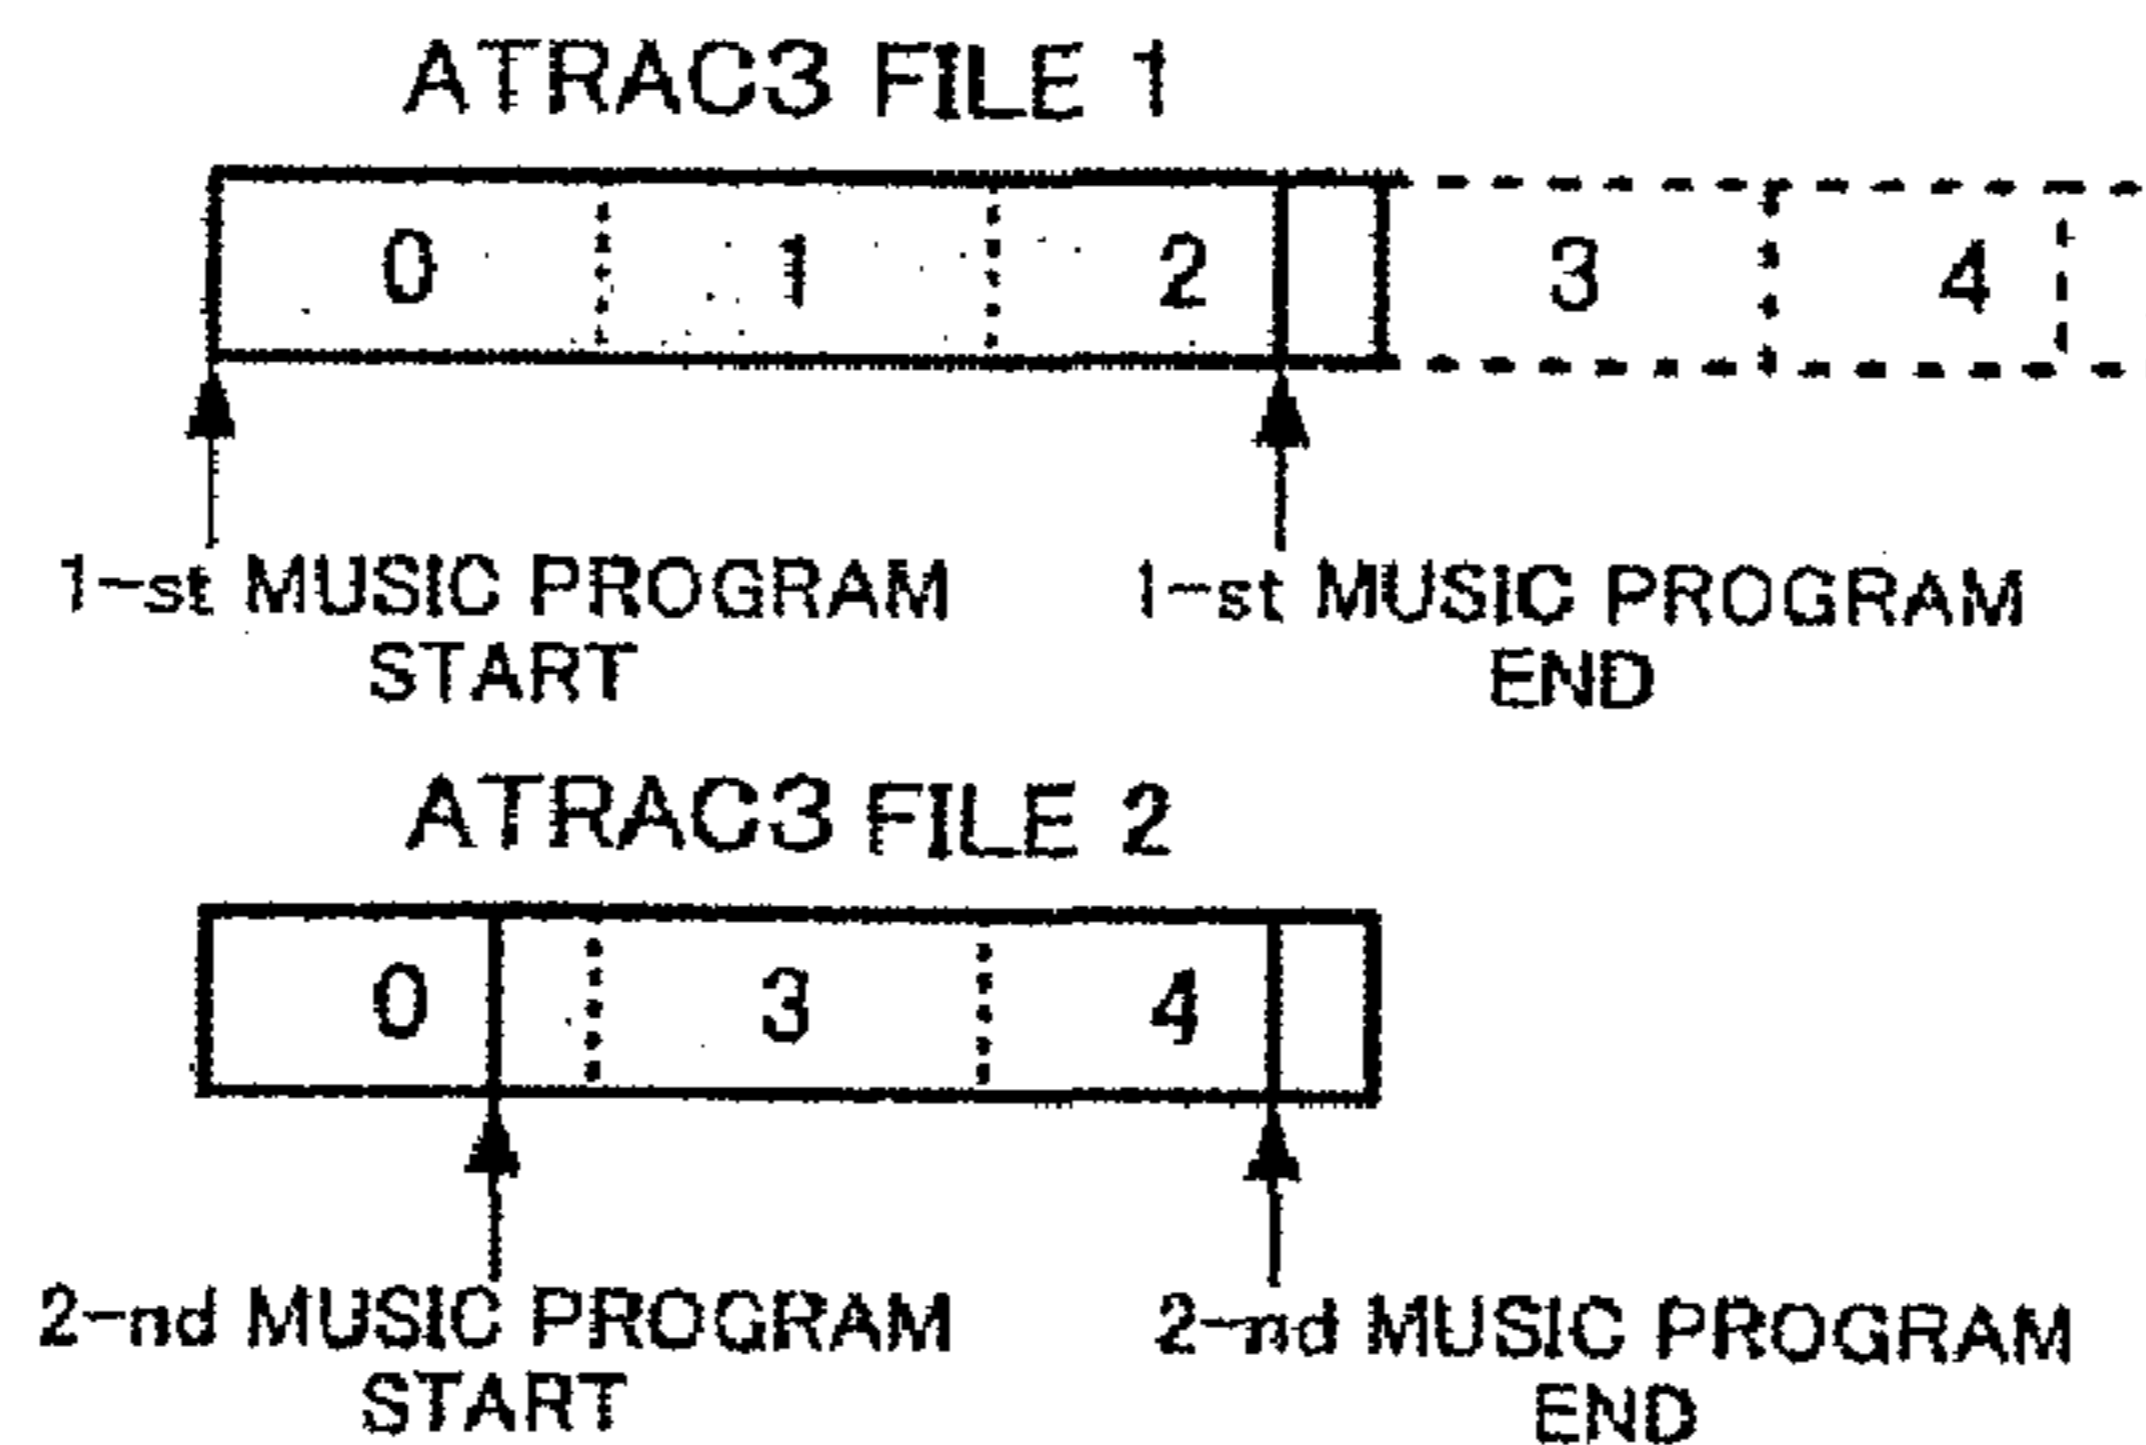 ATRAC3 FILE 1
0 1 2 3 4
1-st MUSIC PROGRAM
START
1-st MUSIC PROGRAM
END
ATRAC3 FILE 2
0 3 4
2-nd MUSIC PROGRAM
START
2-nd MUSIC PROGRAM
END